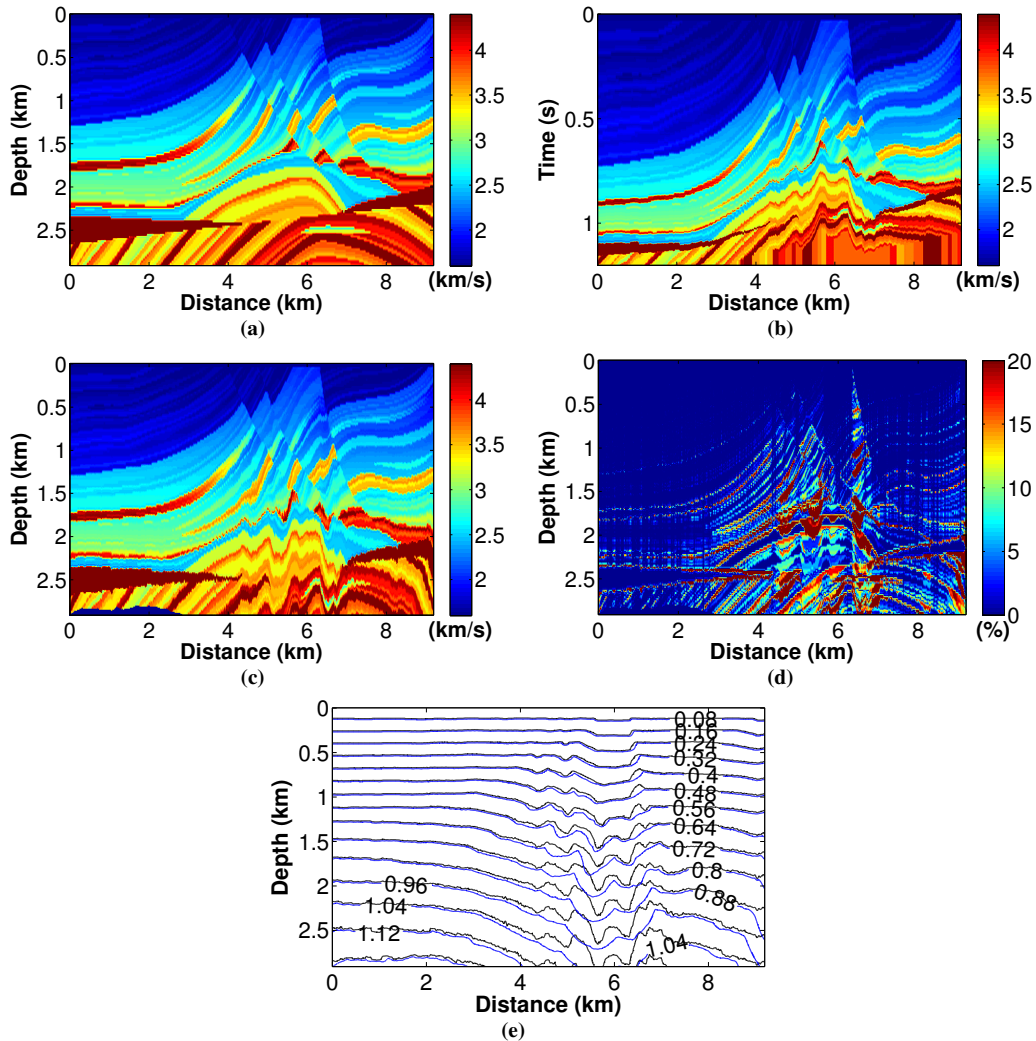 0
0.5
1
1.5
2
2.5
Depth (km)
0 2 4 6 8
Distance (km)
4
3.5
3
2.5
2
(km/s)
(a)
0
0.5
1
Time (s)
0 2 4 6 8
Distance (km)
4
3.5
3
2.5
2
(km/s)
(b)
0
0.5
1
1.5
2
2.5
Depth (km)
0 2 4 6 8
Distance (km)
4
3.5
3
2.5
2
(km/s)
(c)
0
0.5
1
1.5
2
2.5
Depth (km)
0 2 4 6 8
Distance (km)
20
15
10
5
0
(%)
(d)
0
0.5
1
1.5
2
2.5
Depth (km)
0.08
0.16
0.24
0.32
0.4
0.48
0.56
0.64
0.72
0.8
0.96
0.88
1.04
1.12
1.04
0 2 4 6 8
Distance (km)
(e)